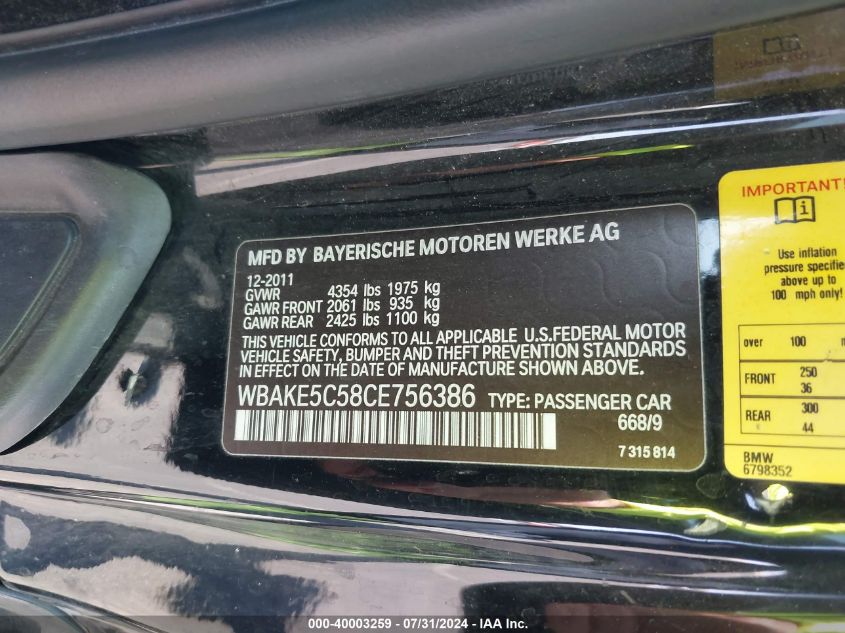 MFD BY BAYERISCHE MOTOREN WERKE AG
12-2011
GVWR 4354 lbs 1975 kg
GAWR FRONT 2061 lbs 935 kg
GAWR REAR 2425 lbs 1100 kg
THIS VEHICLE CONFORMS TO ALL APPLICABLE U.S.FEDERAL MOTOR
VEHICLE SAFETY, BUMPER AND THEFT PREVENTION STANDARDS
IN EFFECT ON THE DATE OF MANUFACTURE SHOWN ABOVE.
WBAKE5C58CE756386 TYPE: PASSENGER CAR
668/9
7 315 814
IMPORTANT!
Use inflation
pressure specifie
above up to
100 mph only!
over 100 m
FRONT 250
36
REAR 300
44
BMW
6798352
000-40003259 - 07/31/2024 - IAA Inc.